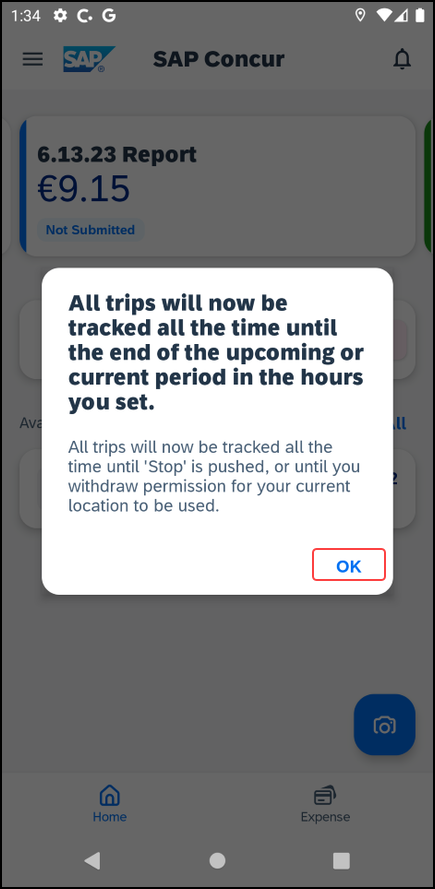 1:34
SAP ® SAP Concur
6.13.23 Report
€9.15
Not Submitted
All trips will now be
tracked all the time until
the end of the upcoming or
current period in the hours
you set.
Ava
All
All trips will now be tracked all the
time until 'Stop' is pushed, or until you
withdraw permission for your current
location to be used.
2
OK
Home
Expense